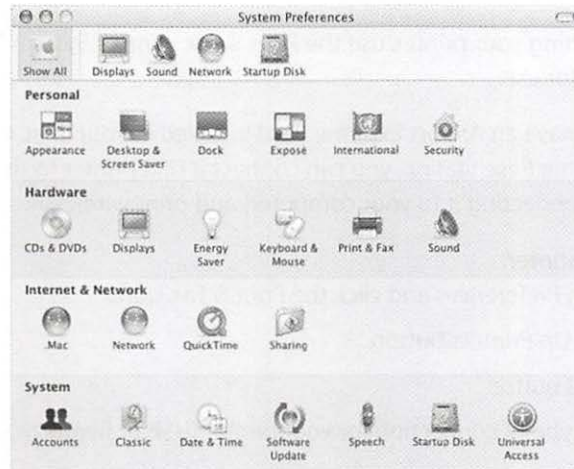 System Preferences
Show All Displays Sound Network Startup Disk
Personal
Appearance Desktop & Screen Saver Dock Exposé International Security
Hardware
CDs & DVDs Displays Energy Saver Keyboard & Mouse Print & Fax Sound
Internet & Network
.Mac Network QuickTime Sharing
System
Accounts Classic Date & Time Software Update Speech Startup Disk Universal Access